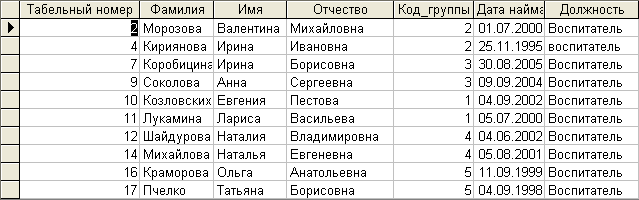 Табельный номер Фамилия Имя Отчество Код_группы Дата найма Должность
2 Морозова Валентина Михайловна 2 01.07.2000 Воспитатель
4 Кириянова Ирина Ивановна 2 25.11.1995 воспитатель
7 Коробицина Ирина Борисовна 3 30.08.2005 Воспитатель
9 Соколова Анна Сергеевна 3 09.09.2004 Воспитатель
10 Козловских Евгения Пестова 1 04.09.2002 Воспитатель
11 Лукамина Лариса Васильева 1 05.07.2000 Воспитатель
12 Шайдурова Наталия Владимировна 4 04.06.2002 Воспитатель
14 Михайлова Наталья Евгеневна 4 05.08.2001 Воспитатель
16 Краморова Ольга Анатольевна 5 11.09.1999 Воспитатель
17 Пчелко Татьяна Борисовна 5 04.09.1998 Воспитатель